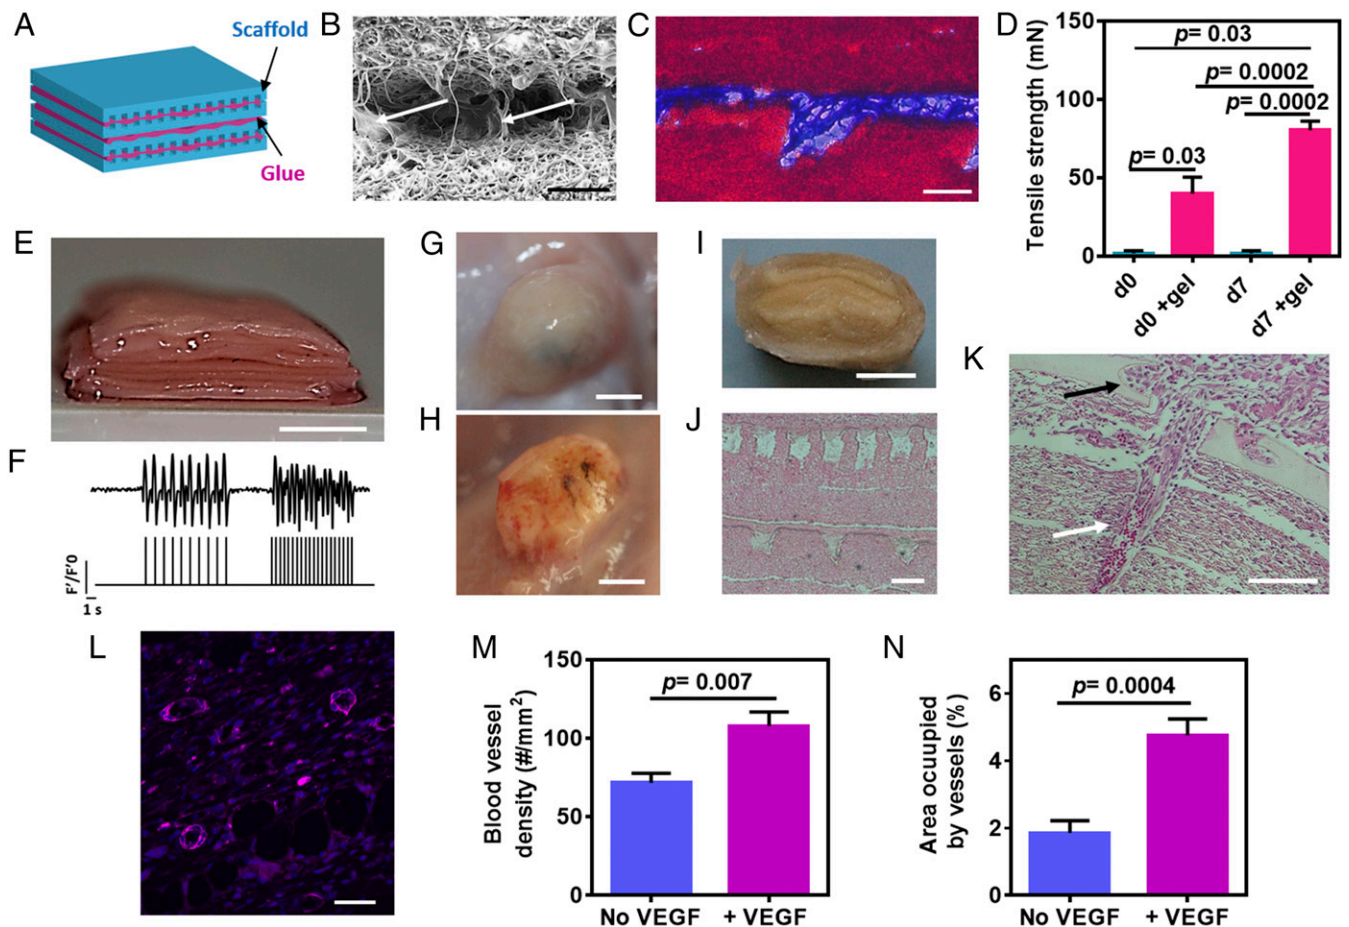 A
Scaffold
Glue
B
C
D
Tensile strength (mN)
150
100
50
0
p= 0.03
p= 0.0002
p= 0.0002
p= 0.03
d0
d0 +gel
d7
d7 +gel
E
F
F'/F'0
1 s
G
H
I
J
K
L
M
Blood vessel
density (#/mm2)
150
100
50
0
p= 0.007
No VEGF
+ VEGF
N
Area ocupied
by vessels (%)
6
4
2
0
p= 0.0004
No VEGF
+ VEGF